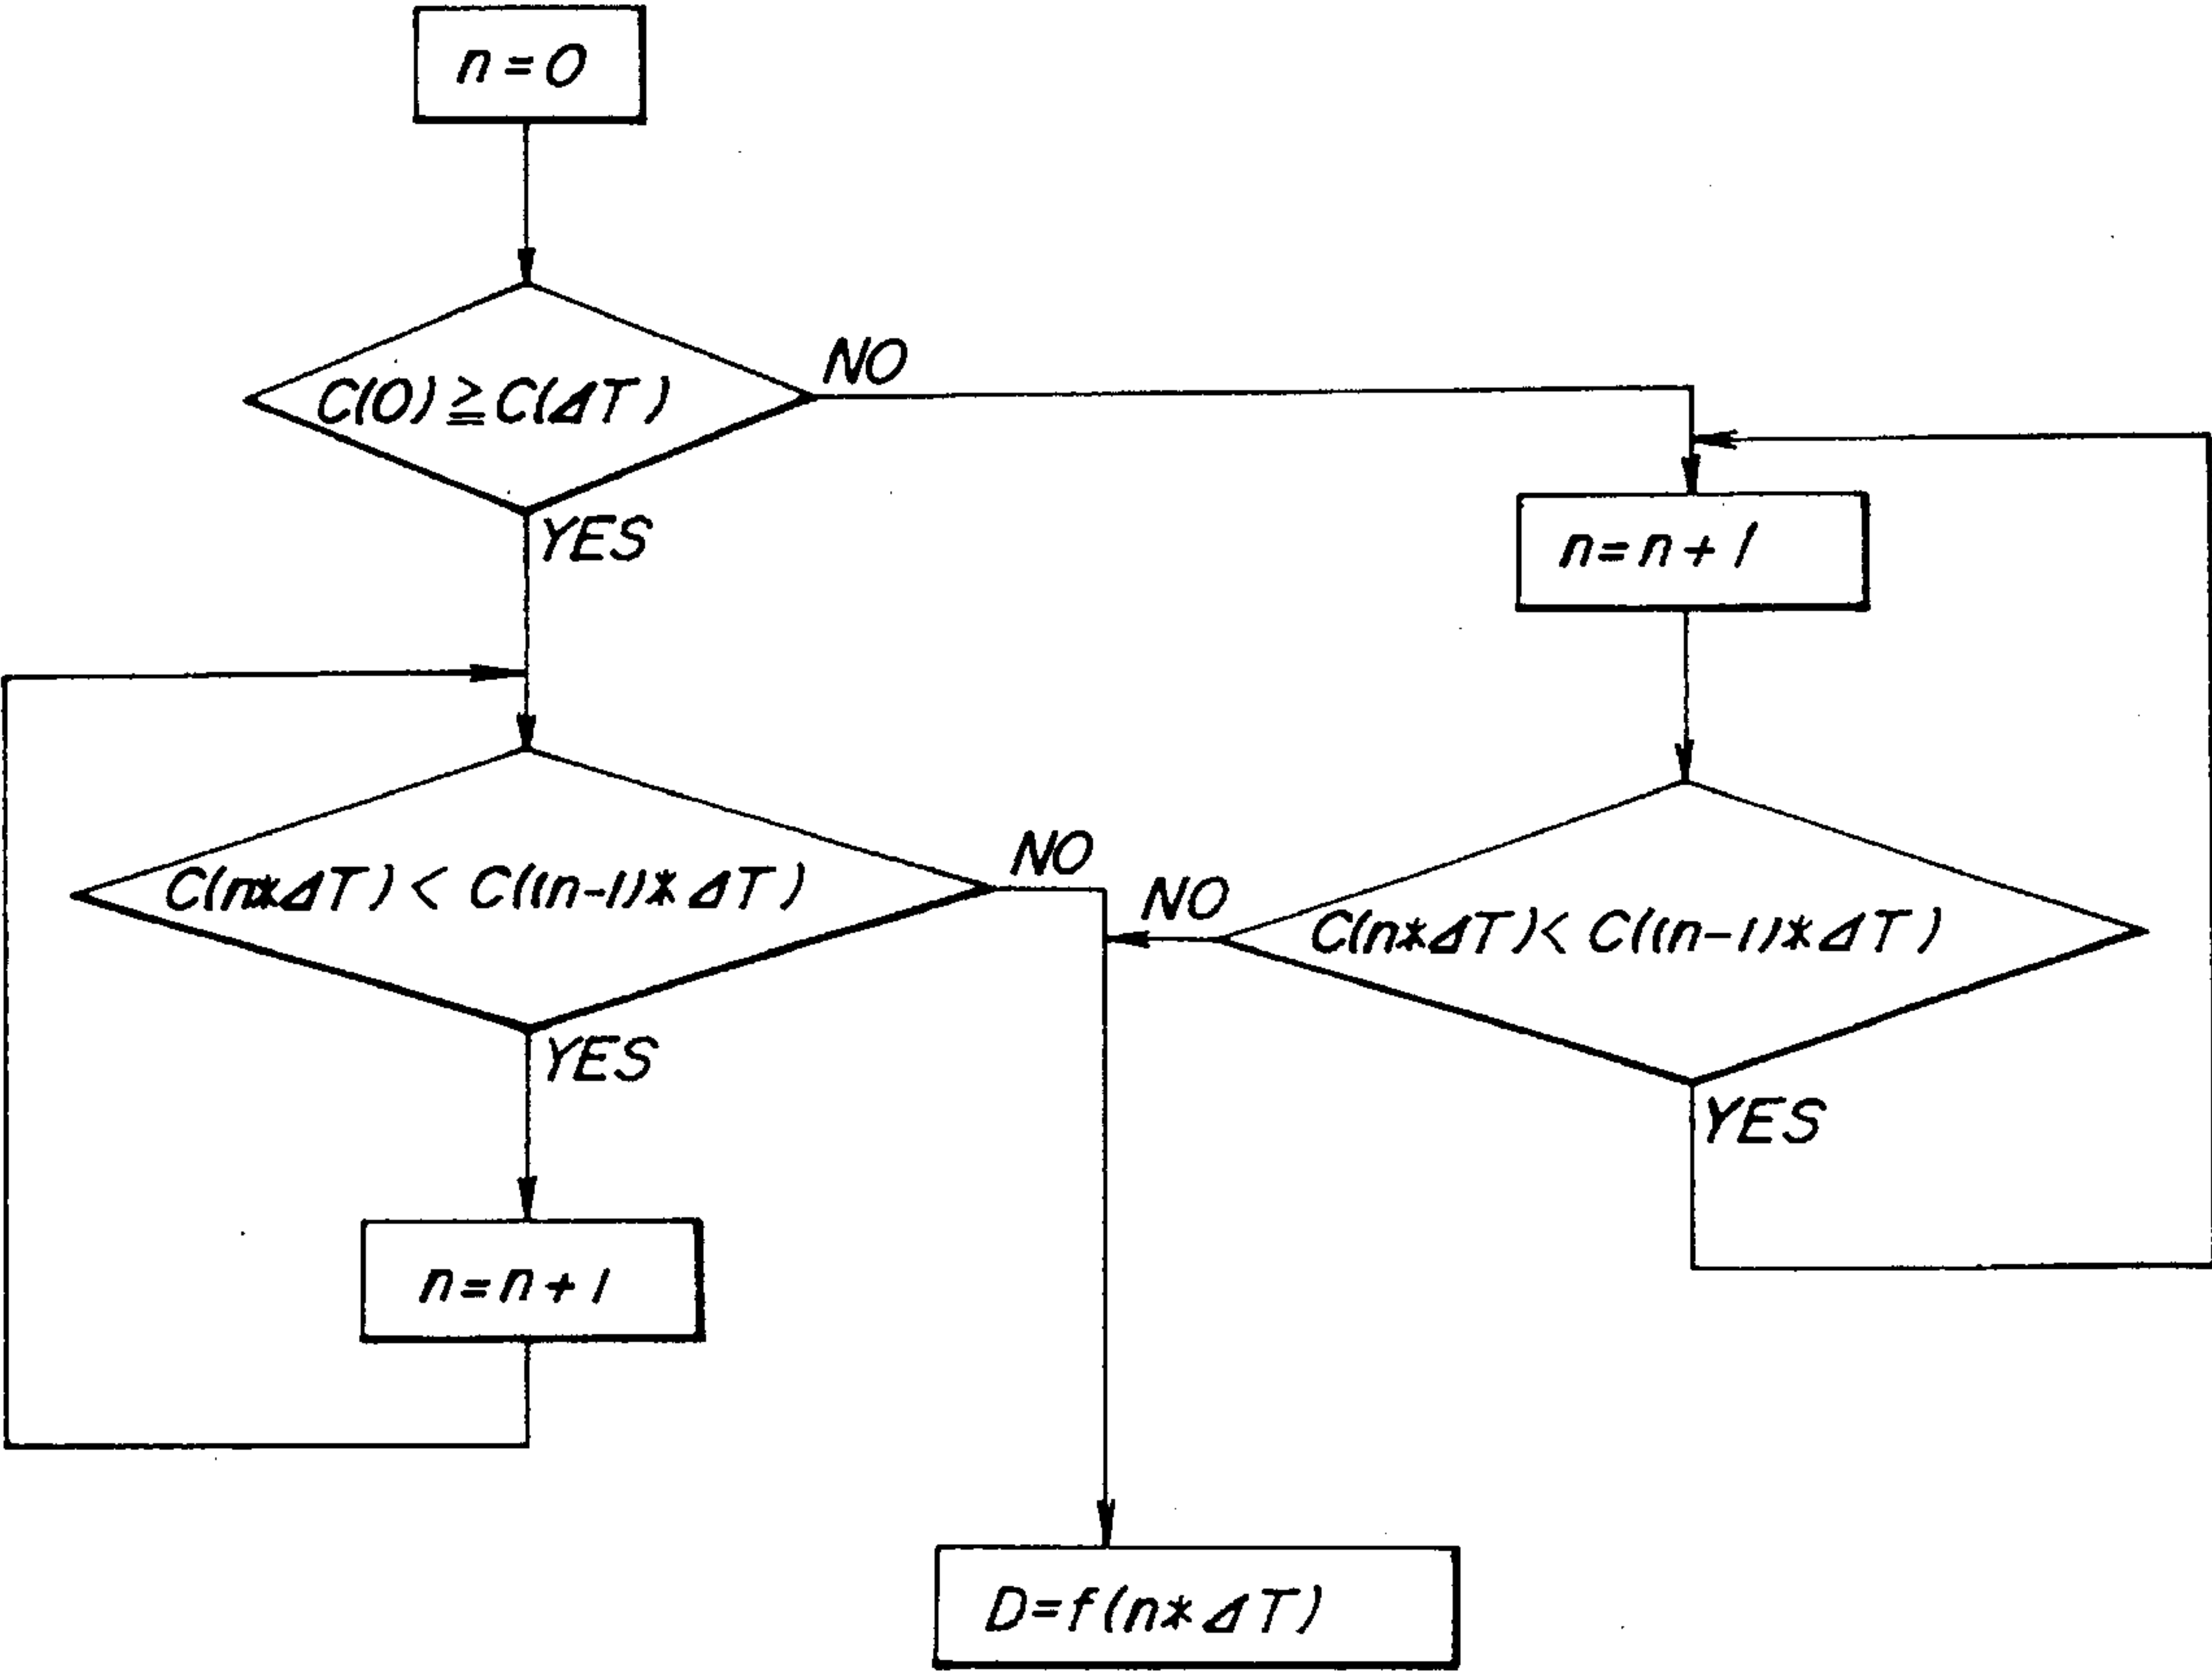 n=0
C(0)≧C(ΔT)
NO
YES
n=n+1
C(n*ΔT)<C((n-1)*ΔT)
NO
NO
C(n*ΔT)<C((n-1)*ΔT)
YES
YES
n=n+1
D=f(n*ΔT)